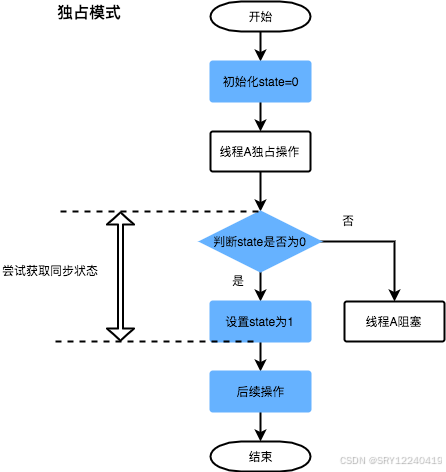 独占模式
开始
初始化state=0
线程A独占操作
判断state是否为0
否
是
尝试获取同步状态
设置state为1
线程A阻塞
后续操作
结束
CSDN @SRY12240419